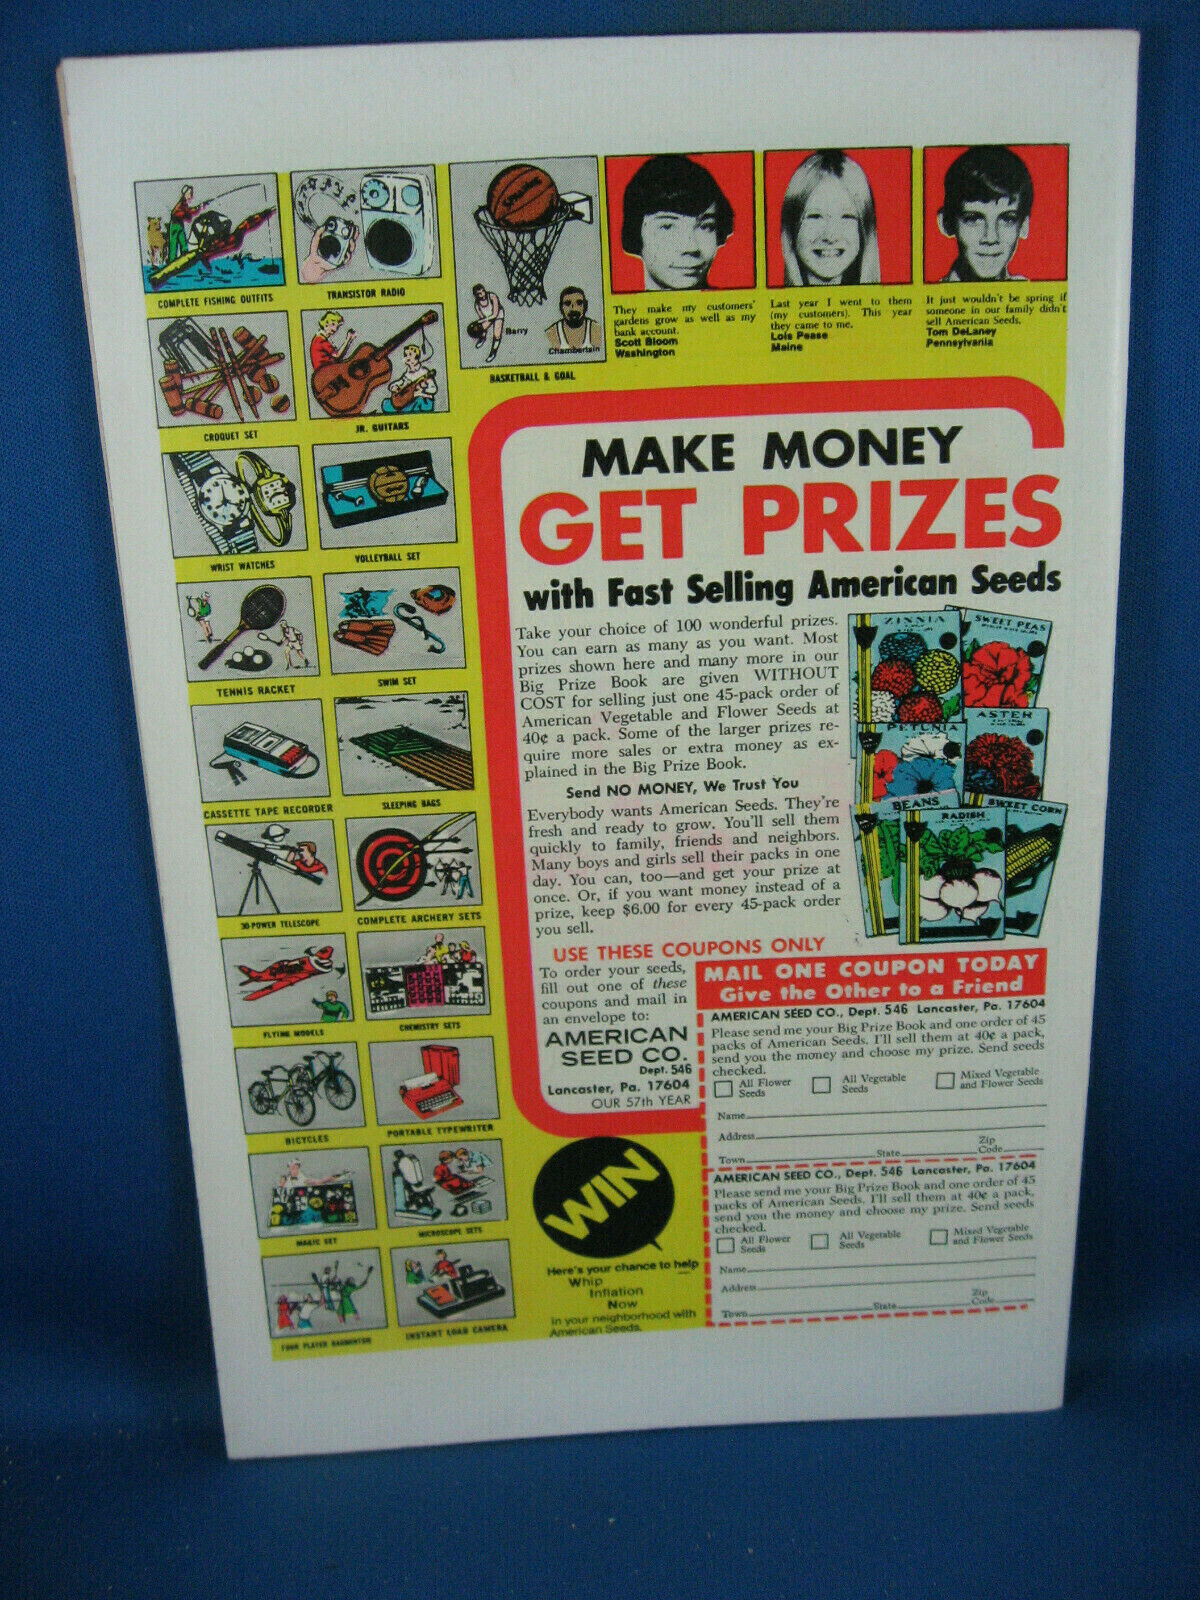 COMPLETE FISHING OUTFITS
TRANSISTOR RADIO
Barry
Chamberlain
BASKETBALL & GOAL
They make my customers'
gardens grow as well as my
bank account.
Scott Bloom
Washington
Last year I went to them
(my customers). This year
they came to me.
Lois Pease
Maine
It just wouldn't be spring if
someone in our family didn't
sell American Seeds.
Tom DeLaney
Pennsylvania
CROQUET SET
JR. GUITARS
WRIST WATCHES
VOLLEYBALL SET
TENNIS RACKET
SWIM SET
CASSETTE TAPE RECORDER
SLEEPING BAGS
30-POWER TELESCOPE
COMPLETE ARCHERY SETS
FLYING MODELS
CHEMISTRY SETS
BICYCLES
PORTABLE TYPEWRITER
MAGIC SET
MICROSCOPE SETS
FOUR PLAYER BADMINTON
INSTANT LOAD CAMERA
MAKE MONEY
GET PRIZES
with Fast Selling American Seeds
Take your choice of 100 wonderful prizes.
You can earn as many as you want. Most
prizes shown here and many more in our
Big Prize Book are given WITHOUT
COST for selling just one 45-pack order of
American Vegetable and Flower Seeds at
40¢ a pack. Some of the larger prizes re-
quire more sales or extra money as ex-
plained in the Big Prize Book.
Send NO MONEY, We Trust You
Everybody wants American Seeds. They're
fresh and ready to grow. You'll sell them
quickly to family, friends and neighbors.
Many boys and girls sell their packs in one
day. You can, too—and get your prize at
once. Or, if you want money instead of a
prize, keep $6.00 for every 45-pack order
you sell.
ZINNIA
SWEET PEAS
PETUNIA
ASTER
BEANS
RADISH
SWEET CORN
USE THESE COUPONS ONLY
To order your seeds,
fill out one of these
coupons and mail in
an envelope to:
AMERICAN
SEED CO.
Dept. 546
Lancaster, Pa. 17604
OUR 57th YEAR
WIN
Here's your chance to help
Whip
Inflation
Now
In your neighborhood with
American Seeds.
MAIL ONE COUPON TODAY
Give the Other to a Friend
AMERICAN SEED CO., Dept. 546 Lancaster, Pa. 17604
Please send me your Big Prize Book and one order of 45
packs of American Seeds. I'll sell them at 40¢ a pack,
send you the money and choose my prize. Send seeds
checked.
All Flower Seeds
All Vegetable Seeds
Mixed Vegetable and Flower Seeds
Name
Address
Town State Zip Code
AMERICAN SEED CO., Dept. 546 Lancaster, Pa. 17604
Please send me your Big Prize Book and one order of 45
packs of American Seeds. I'll sell them at 40¢ a pack,
send you the money and choose my prize. Send seeds
checked.
All Flower Seeds
All Vegetable Seeds
Mixed Vegetable and Flower Seeds
Name
Address
Town State Zip Code